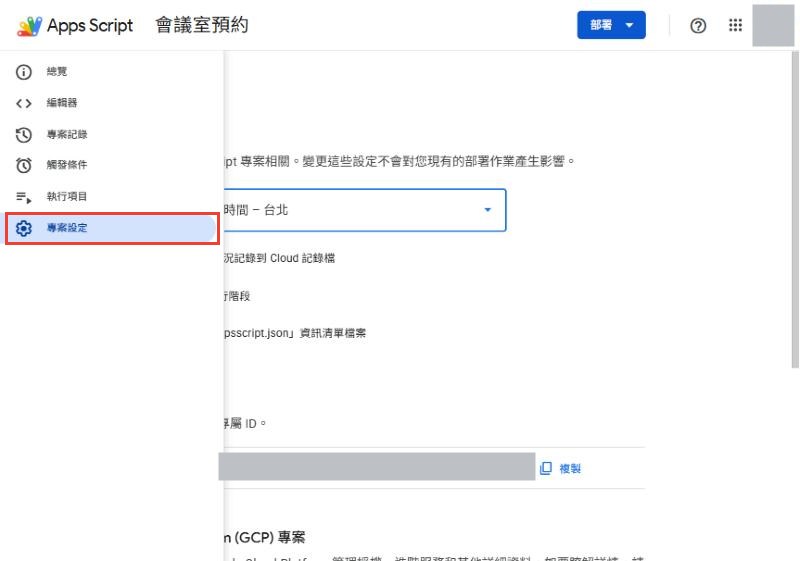 Apps Script 會議室預約 部署
總覽
編輯器
專案記錄
觸發條件
執行項目
專案設定
ipt 專案相關。變更這些設定不會對您現有的部署作業產生影響。
時間 – 台北
況記錄到 Cloud 記錄檔
行階段
psscript.json」資訊清單檔案
專屬 ID。
複製
m (GCP) 專案